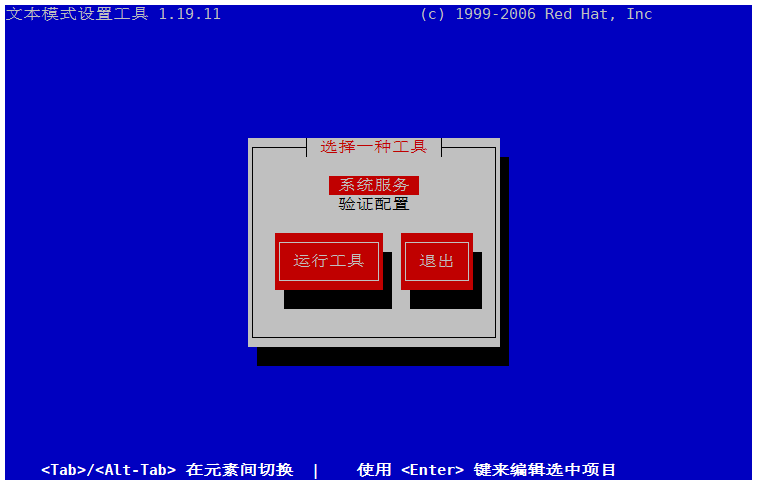 文本模式设置工具 1.19.11 (c) 1999-2006 Red Hat, Inc
选择一种工具
系统服务
验证配置
运行工具 退出
<Tab>/<Alt-Tab> 在元素间切换 | 使用 <Enter> 键来编辑选中项目